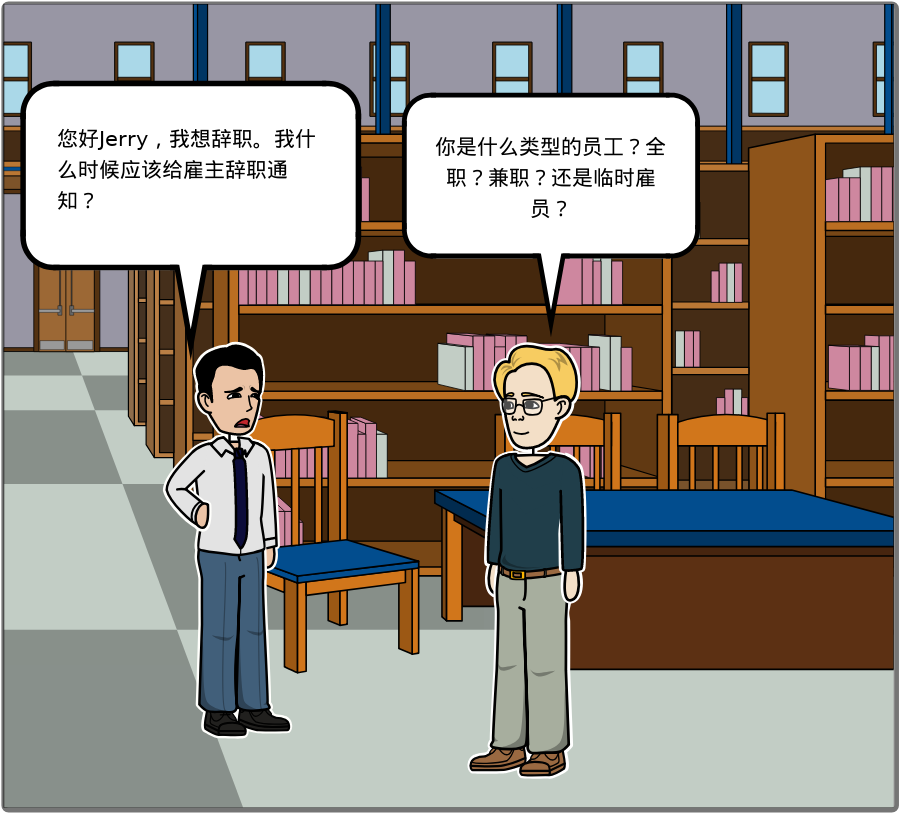 您好Jerry，我想辞职。我什
么时候应该给雇主辞职通
知？
你是什么类型的员工？全
职？兼职？还是临时雇
员？